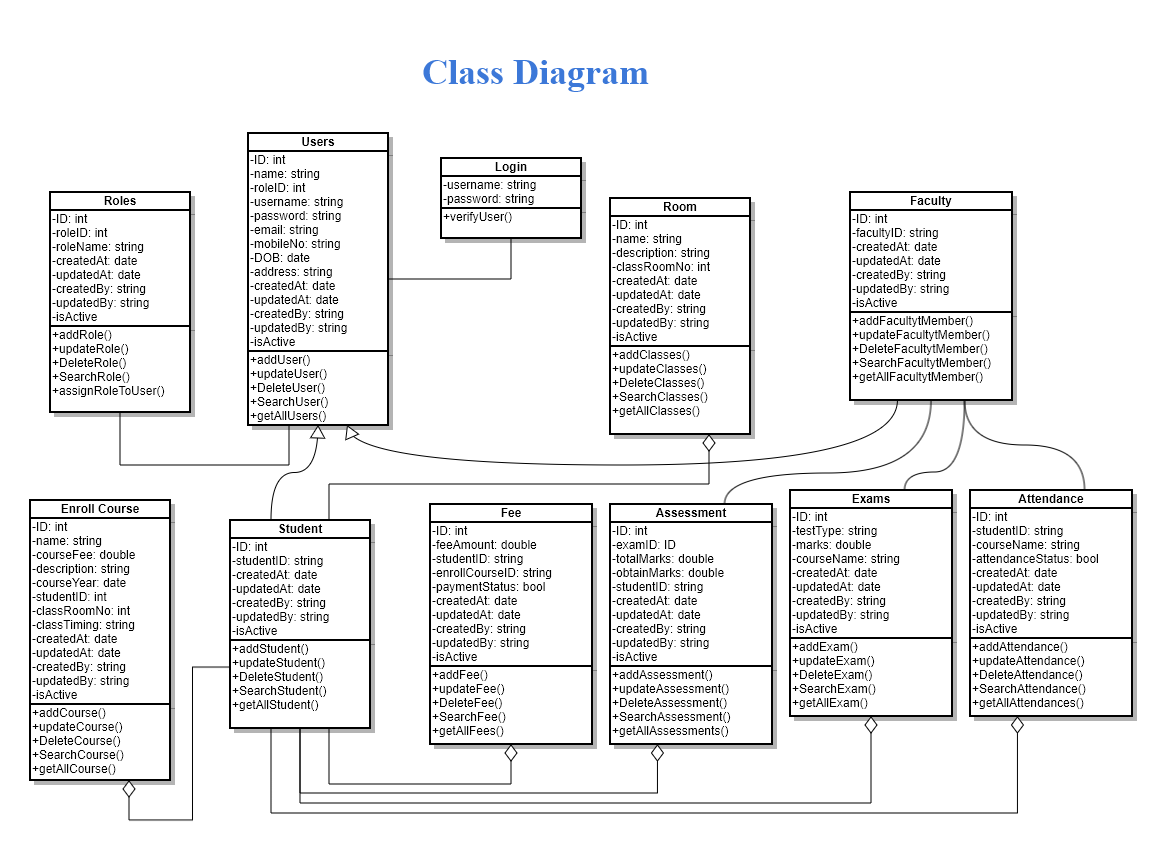 Class Diagram
Users
-ID: int
-name: string
-roleID: int
-username: string
-password: string
-email: string
-mobileNo: string
-DOB: date
-address: string
-createdAt: date
-updatedAt: date
-createdBy: string
-updatedBy: string
-isActive
+addUser()
+updateUser()
+DeleteUser()
+SearchUser()
+getAllUsers()
Login
-username: string
-password: string
+verifyUser()
Roles
-ID: int
-roleID: int
-roleName: string
-createdAt: date
-updatedAt: date
-createdBy: string
-updatedBy: string
-isActive
+addRole()
+updateRole()
+DeleteRole()
+SearchRole()
+assignRoleToUser()
Room
-ID: int
-name: string
-description: string
-classRoomNo: int
-createdAt: date
-updatedAt: date
-createdBy: string
-updatedBy: string
-isActive
+addClasses()
+updateClasses()
+DeleteClasses()
+SearchClasses()
+getAllClasses()
Faculty
-ID: int
-facultyID: string
-createdAt: date
-updatedAt: date
-createdBy: string
-updatedBy: string
-isActive
+addFacultytMember()
+updateFacultytMember()
+DeleteFacultytMember()
+SearchFacultytMember()
+getAllFacultytMember()
Enroll Course
-ID: int
-name: string
-courseFee: double
-description: string
-courseYear: date
-studentID: int
-classRoomNo: int
-classTiming: string
-createdAt: date
-updatedAt: date
-createdBy: string
-updatedBy: string
-isActive
+addCourse()
+updateCourse()
+DeleteCourse()
+SearchCourse()
+getAllCourse()
Student
-ID: int
-studentID: string
-createdAt: date
-updatedAt: date
-createdBy: string
-updatedBy: string
-isActive
+addStudent()
+updateStudent()
+DeleteStudent()
+SearchStudent()
+getAllStudent()
Fee
-ID: int
-feeAmount: double
-studentID: string
-enrollCourseID: string
-paymentStatus: bool
-createdAt: date
-updatedAt: date
-createdBy: string
-updatedBy: string
-isActive
+addFee()
+updateFee()
+DeleteFee()
+SearchFee()
+getAllFees()
Assessment
-ID: int
-examID: ID
-totalMarks: double
-obtainMarks: double
-studentID: string
-createdAt: date
-updatedAt: date
-createdBy: string
-updatedBy: string
-isActive
+addAssessment()
+updateAssessment()
+DeleteAssessment()
+SearchAssessment()
+getAllAssessments()
Exams
-ID: int
-testType: string
-marks: double
-courseName: string
-createdAt: date
-updatedAt: date
-createdBy: string
-updatedBy: string
-isActive
+addExam()
+updateExam()
+DeleteExam()
+SearchExam()
+getAllExam()
Attendance
-ID: int
-studentID: string
-courseName: string
-attendanceStatus: bool
-createdAt: date
-updatedAt: date
-createdBy: string
-updatedBy: string
-isActive
+addAttendance()
+updateAttendance()
+DeleteAttendance()
+SearchAttendance()
+getAllAttendances()